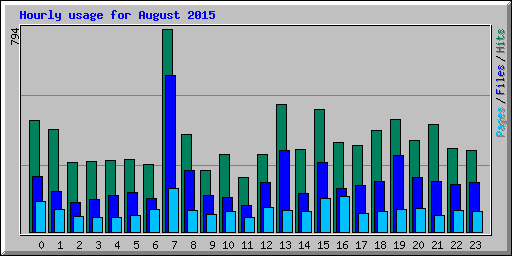 Hourly usage for August 2015
794
Pages / Files / Hits
0 1 2 3 4 5 6 7 8 9 10 11 12 13 14 15 16 17 18 19 20 21 22 23